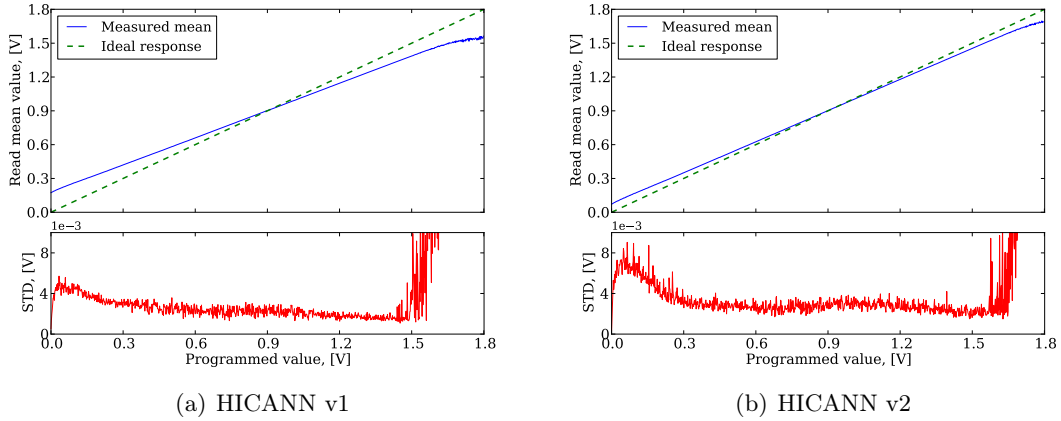 1.8
1.5
1.2
0.9
0.6
0.3
0.0
Read mean value, [V]
Measured mean
Ideal response
1e−3
8
4
0
STD, [V]
0.0 0.3 0.6 0.9 1.2 1.5 1.8
Programmed value, [V]
(a) HICANN v1
1.8
1.5
1.2
0.9
0.6
0.3
0.0
Read mean value, [V]
Measured mean
Ideal response
1e−3
8
4
0
STD, [V]
0.0 0.3 0.6 0.9 1.2 1.5 1.8
Programmed value, [V]
(b) HICANN v2